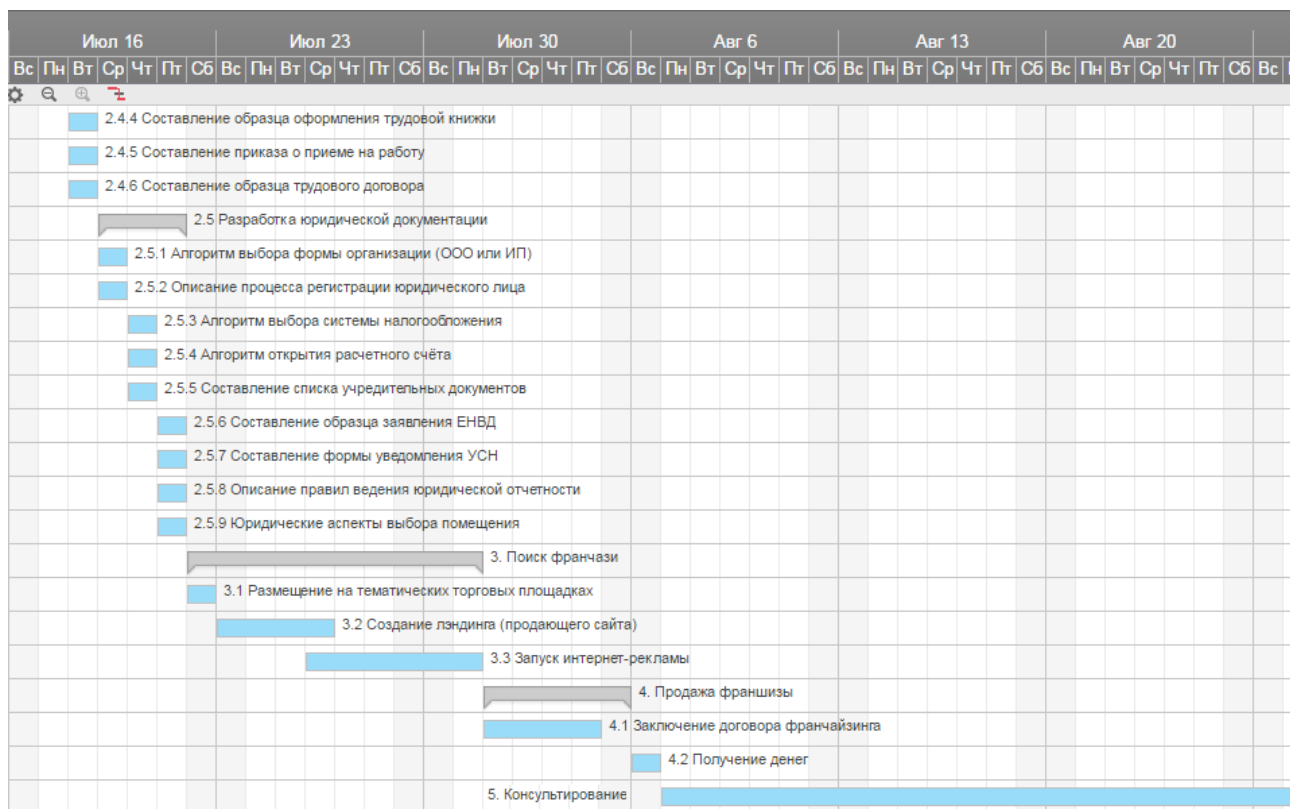 Июл 16 Июл 23 Июл 30 Авг 6 Авг 13 Авг 20
Вс Пн Вт Ср Чт Пт Сб Вс Пн Вт Ср Чт Пт Сб Вс Пн Вт Ср Чт Пт Сб Вс Пн Вт Ср Чт Пт Сб Вс Пн Вт Ср Чт Пт Сб Вс Пн Вт Ср Чт Пт Сб Вс
2.4.4 Составление образца оформления трудовой книжки
2.4.5 Составление приказа о приеме на работу
2.4.6 Составление образца трудового договора
2.5 Разработка юридической документации
2.5.1 Алгоритм выбора формы организации (ООО или ИП)
2.5.2 Описание процесса регистрации юридического лица
2.5.3 Алгоритм выбора системы налогообложения
2.5.4 Алгоритм открытия расчетного счёта
2.5.5 Составление списка учредительных документов
2.5.6 Составление образца заявления ЕНВД
2.5.7 Составление формы уведомления УСН
2.5.8 Описание правил ведения юридической отчетности
2.5.9 Юридические аспекты выбора помещения
3. Поиск франчази
3.1 Размещение на тематических торговых площадках
3.2 Создание лэндинга (продающего сайта)
3.3 Запуск интернет-рекламы
4. Продажа франшизы
4.1 Заключение договора франчайзинга
4.2 Получение денег
5. Консультирование